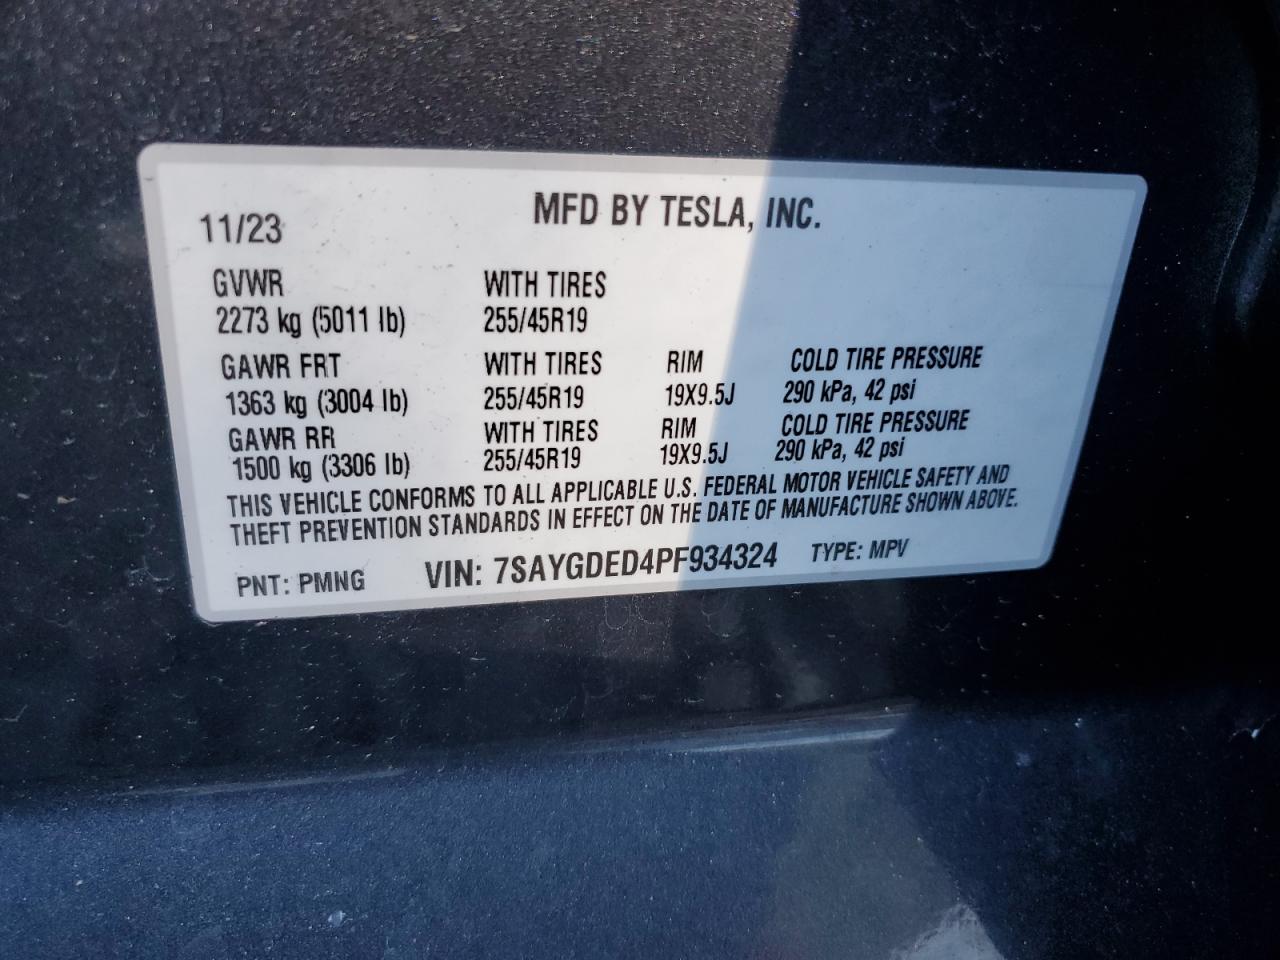 MFD BY TESLA, INC.
11/23
GVWR WITH TIRES
2273 kg (5011 lb) 255/45R19
GAWR FRT WITH TIRES RIM COLD TIRE PRESSURE
1363 kg (3004 lb) 255/45R19 19X9.5J 290 kPa, 42 psi
GAWR RR WITH TIRES RIM COLD TIRE PRESSURE
1500 kg (3306 lb) 255/45R19 19X9.5J 290 kPa, 42 psi
THIS VEHICLE CONFORMS TO ALL APPLICABLE U.S. FEDERAL MOTOR VEHICLE SAFETY AND
THEFT PREVENTION STANDARDS IN EFFECT ON THE DATE OF MANUFACTURE SHOWN ABOVE.
PNT: PMNG VIN: 7SAYGDED4PF934324 TYPE: MPV